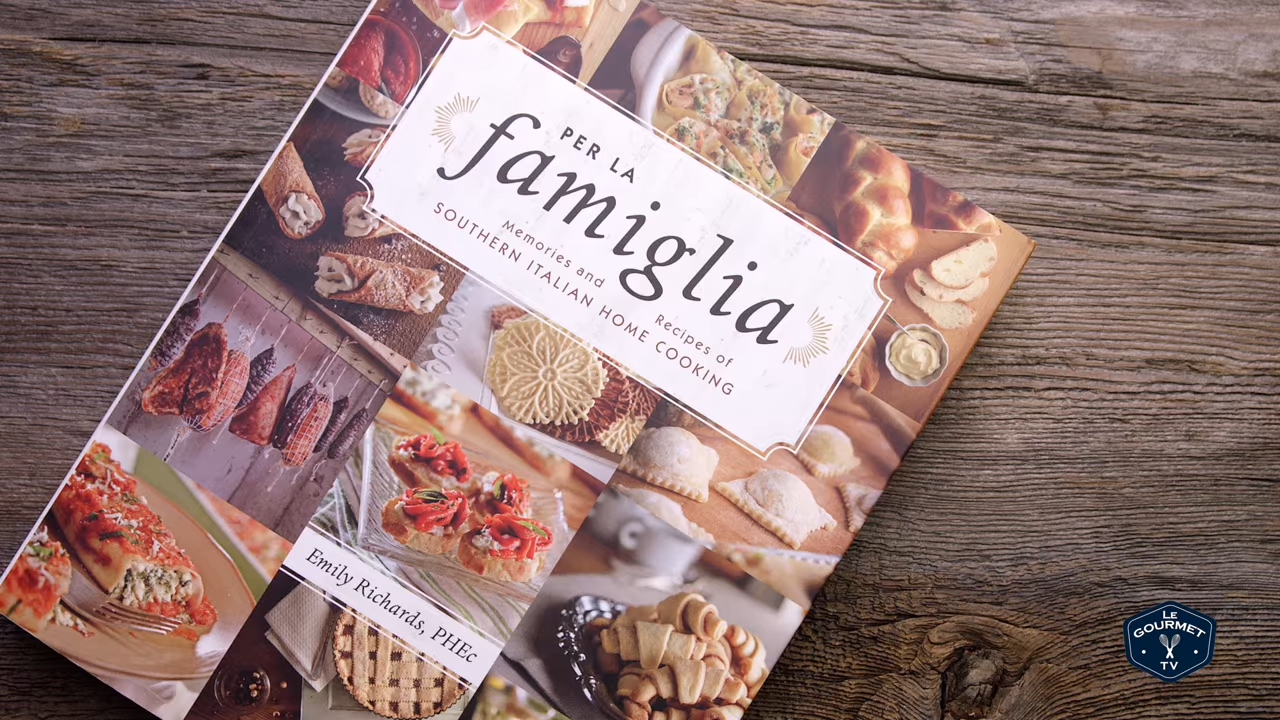 PER LA
famiglia
Memories and
Recipes of
SOUTHERN ITALIAN HOME COOKING
Emily Richards, PHEc
LE
GOURMET
TV